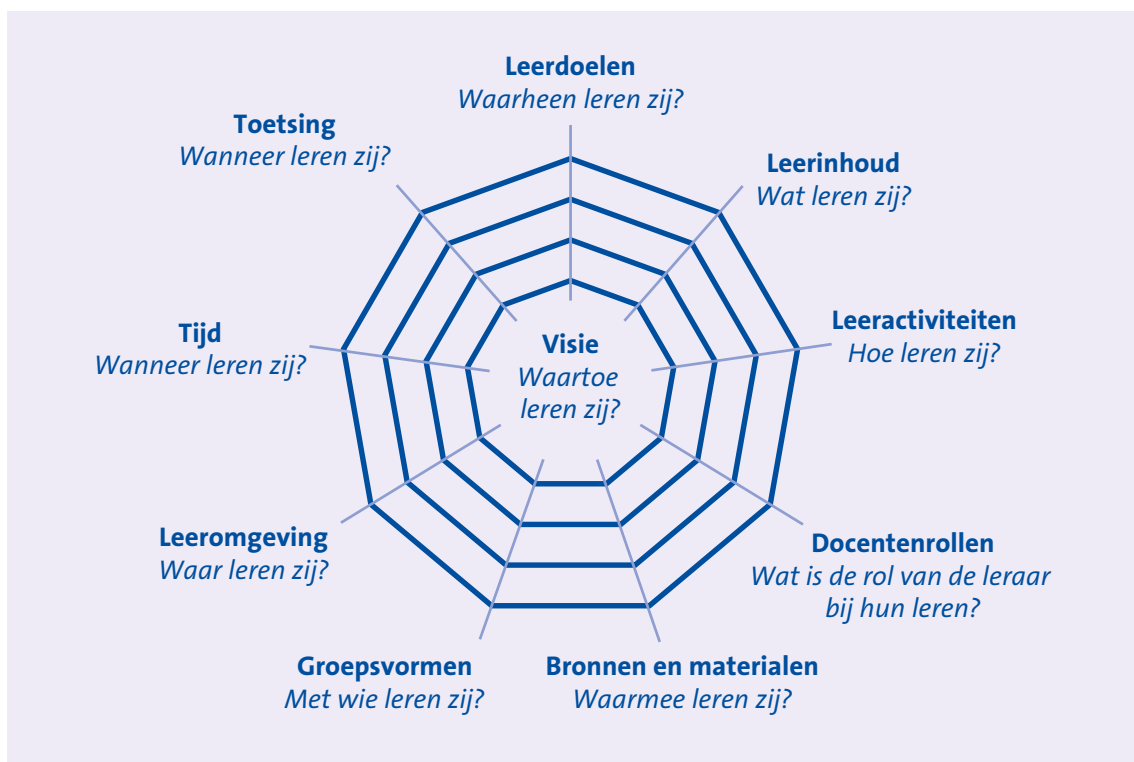 Leerdoelen
Waarheen leren zij?
Toetsing
Wanneer leren zij?
Leerinhoud
Wat leren zij?
Tijd
Wanneer leren zij?
Visie
Waartoe
leren zij?
Leeractiviteiten
Hoe leren zij?
Leeromgeving
Waar leren zij?
Docentenrollen
Wat is de rol van de leraar
bij hun leren?
Groepsvormen
Met wie leren zij?
Bronnen en materialen
Waarmee leren zij?